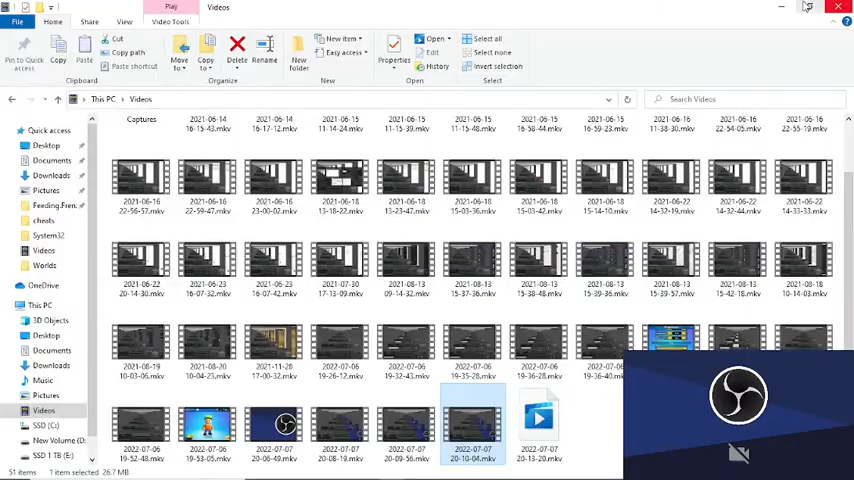 Play
Videos
File
Home
Share
View
Video Tools
Pin to Quick
access
Copy
Paste
Cut
Copy path
Paste shortcut
Clipboard
Move
to
Copy
to
Delete
Rename
Organize
New
folder
New item
Easy access
New
Properties
Open
Edit
History
Open
Select all
Select none
Invert selection
Select
This PC
Videos
Search Videos
Quick access
Desktop
Documents
Downloads
Pictures
Feeding.Fren
cheats
System32
Videos
Worlds
OneDrive
This PC
3D Objects
Desktop
Documents
Downloads
Music
Pictures
Videos
SSD (C:)
New Volume (D:
SSD 1 TB (E:)
Captures
2021-06-14
16-15-43.mkv
2021-06-14
16-17-12.mkv
2021-06-15
11-14-24.mkv
2021-06-15
11-15-39.mkv
2021-06-15
11-15-48.mkv
2021-06-15
16-58-44.mkv
2021-06-15
16-59-23.mkv
2021-06-16
11-38-30.mkv
2021-06-16
22-54-05.mkv
2021-06-16
22-55-19.mkv
2021-06-16
22-56-57.mkv
2021-06-16
22-59-47.mkv
2021-06-16
23-00-02.mkv
2021-06-18
13-18-22.mkv
2021-06-18
13-23-47.mkv
2021-06-18
15-03-36.mkv
2021-06-18
15-03-42.mkv
2021-06-18
15-14-10.mkv
2021-06-22
14-32-19.mkv
2021-06-22
14-32-44.mkv
2021-06-22
14-33-33.mkv
2021-06-22
20-14-30.mkv
2021-06-23
16-07-32.mkv
2021-06-23
16-07-42.mkv
2021-07-30
17-13-09.mkv
2021-08-13
09-14-32.mkv
2021-08-13
15-37-36.mkv
2021-08-13
15-38-48.mkv
2021-08-13
15-39-36.mkv
2021-08-13
15-39-57.mkv
2021-08-13
15-42-18.mkv
2021-08-18
10-14-03.mkv
2021-08-19
10-03-06.mkv
2021-08-20
10-04-23.mkv
2021-11-28
17-00-32.mkv
2022-07-06
19-26-12.mkv
2022-07-06
19-32-43.mkv
2022-07-06
19-35-28.mkv
2022-07-06
19-36-28.mkv
2022-07-06
19-36-40.mkv
2022-07-06
19-52-48.mkv
2022-07-06
19-53-05.mkv
2022-07-06
20-06-49.mkv
2022-07-06
20-08-19.mkv
2022-07-06
20-09-56.mkv
2022-07-06
20-10-04.mkv
2022-07-06
20-13-20.mkv
51 items
1 item selected 26.7 MB